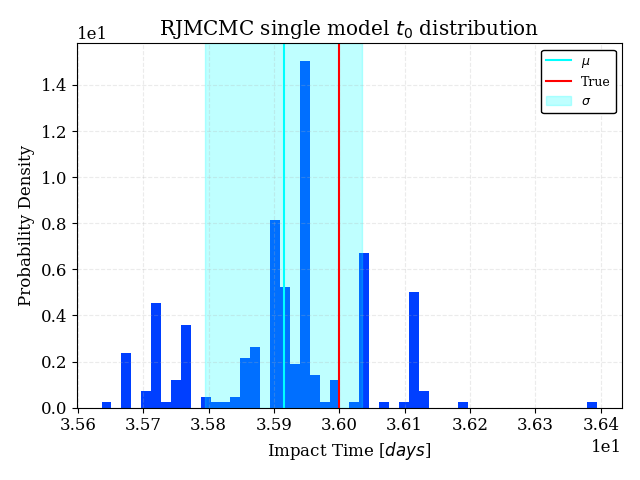 RJMCMC single model t₀ distribution
1e1
μ
True
σ
1.4
1.2
1.0
0.8
0.6
0.4
0.2
0.0
Probability Density
3.56 3.57 3.58 3.59 3.60 3.61 3.62 3.63 3.64
1e1
Impact Time [days]